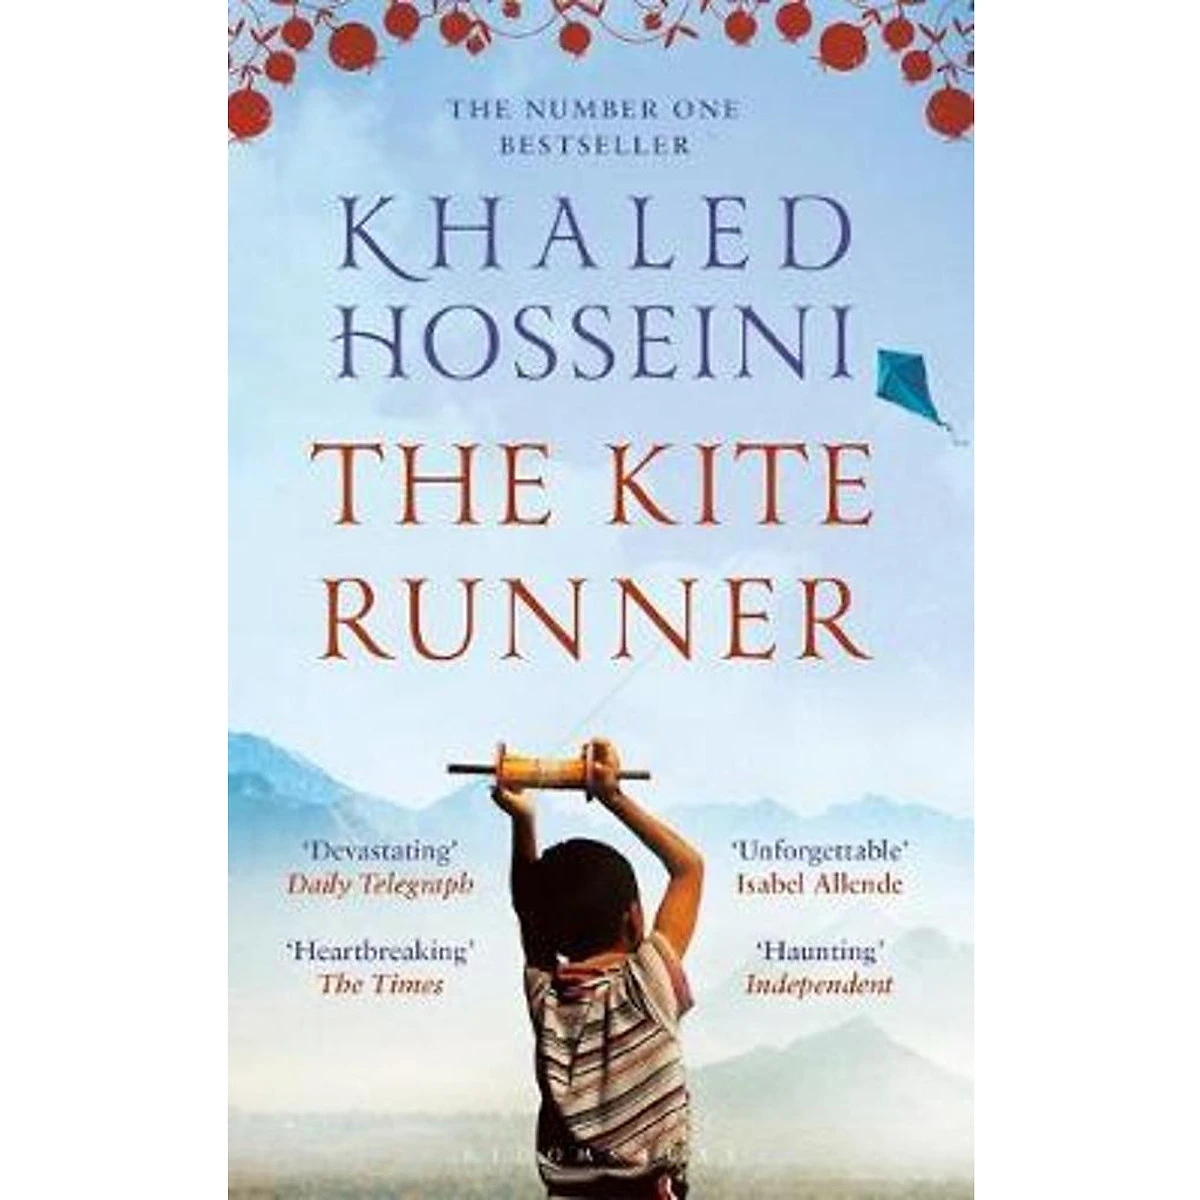 THE NUMBER ONE
BESTSELLER
KHALED
HOSSEINI
THE KITE
RUNNER
'Devastating'
Daily Telegraph
'Unforgettable'
Isabel Allende
'Heartbreaking'
The Times
'Haunting'
Independent
BLOOMSBURY